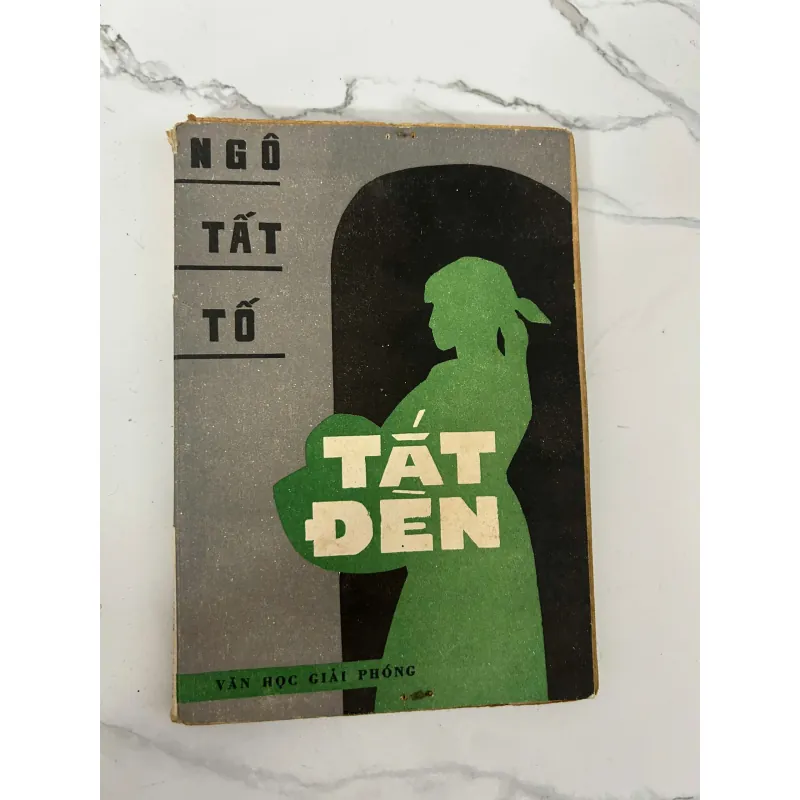 NGÔ
TẤT
TỐ
TẮT
ĐÈN
VĂN HỌC GIẢI PHÓNG